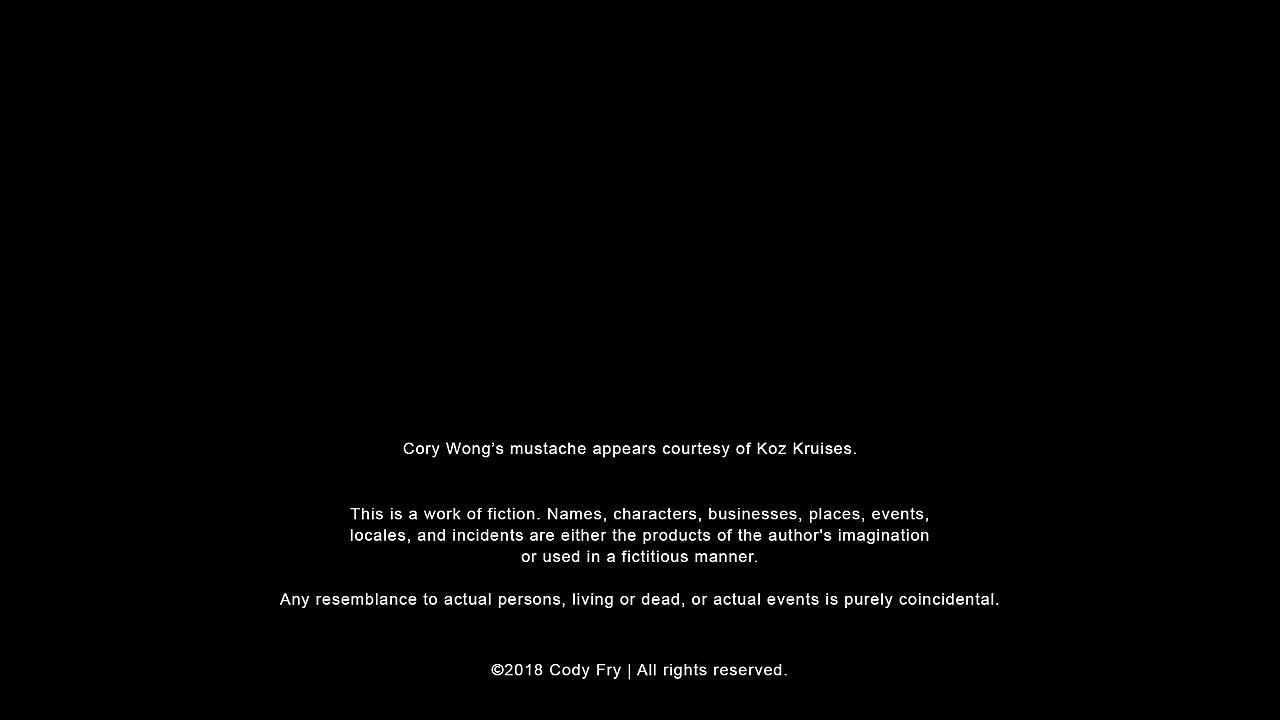 Cory Wong’s mustache appears courtesy of Koz Kruises.
This is a work of fiction. Names, characters, businesses, places, events,
locales, and incidents are either the products of the author's imagination
or used in a fictitious manner.
Any resemblance to actual persons, living or dead, or actual events is purely coincidental.
©2018 Cody Fry | All rights reserved.